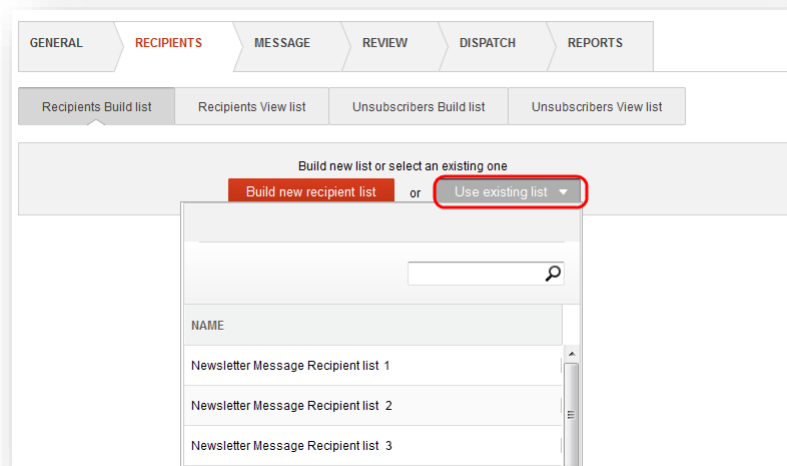 GENERAL RECIPIENTS MESSAGE REVIEW DISPATCH REPORTS
Recipients Build list Recipients View list Unsubscribers Build list Unsubscribers View list
Build new list or select an existing one
Build new recipient list or Use existing list
NAME
Newsletter Message Recipient list 1
Newsletter Message Recipient list 2
Newsletter Message Recipient list 3